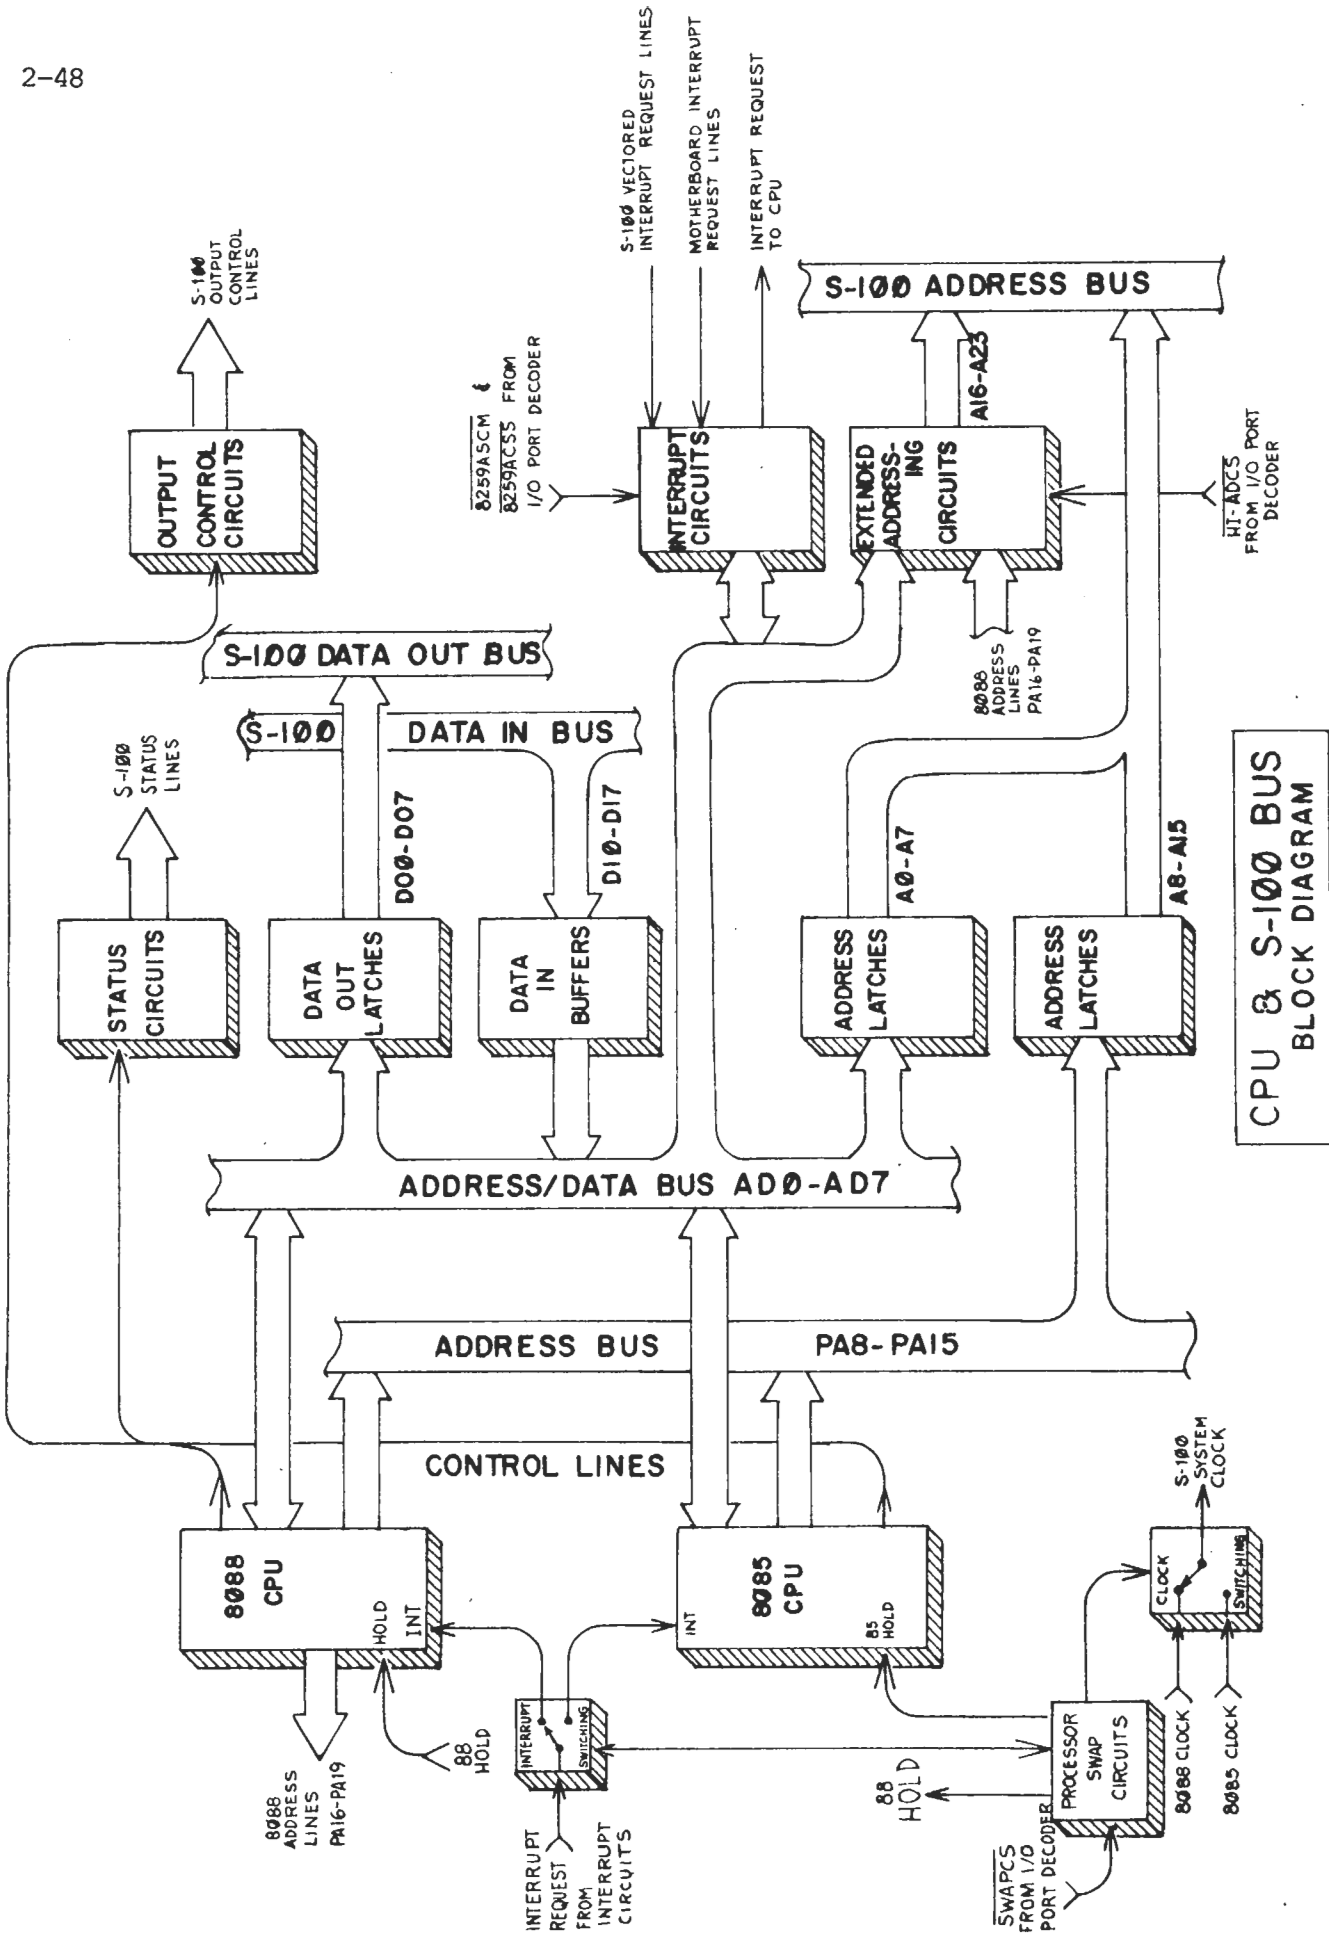 2-48
S-100
OUTPUT
CONTROL
LINES
OUTPUT
CONTROL
CIRCUITS
S-100
STATUS
LINES
STATUS
CIRCUITS
S-100 DATA OUT BUS
S-100 DATA IN BUS
DO0-DO7
DI0-DI7
DATA
OUT
LATCHES
DATA
IN
BUFFERS
8259ASCM &
8259ACSS FROM
I/O PORT DECODER
S-100 VECTORED
INTERRUPT REQUEST LINES
MOTHERBOARD INTERRUPT
REQUEST LINES
INTERRUPT REQUEST
TO CPU
INTERRUPT
CIRCUITS
EXTENDED
ADDRESS-
ING
CIRCUITS
S-100 ADDRESS BUS
A16-A23
HI-ADCS
FROM I/O PORT
DECODER
8088
ADDRESS
LINES
PA16-PA19
ADDRESS
LATCHES
A0-A7
ADDRESS
LATCHES
A8-A15
ADDRESS/DATA BUS AD0-AD7
ADDRESS BUS PA8-PA15
CONTROL LINES
8088
CPU
HOLD
INT
8088
ADDRESS
LINES
PA16-PA19
88
HOLD
INT
8085
CPU
85
HOLD
INTERRUPT
SWITCHING
INTERRUPT
REQUEST
FROM
INTERRUPT
CIRCUITS
88
HOLD
PROCESSOR
SWAP
CIRCUITS
SWAPCS
FROM I/O
PORT DECODER
CLOCK
SWITCHING
S-100
SYSTEM
CLOCK
8088 CLOCK
8085 CLOCK
CPU & S-100 BUS
BLOCK DIAGRAM